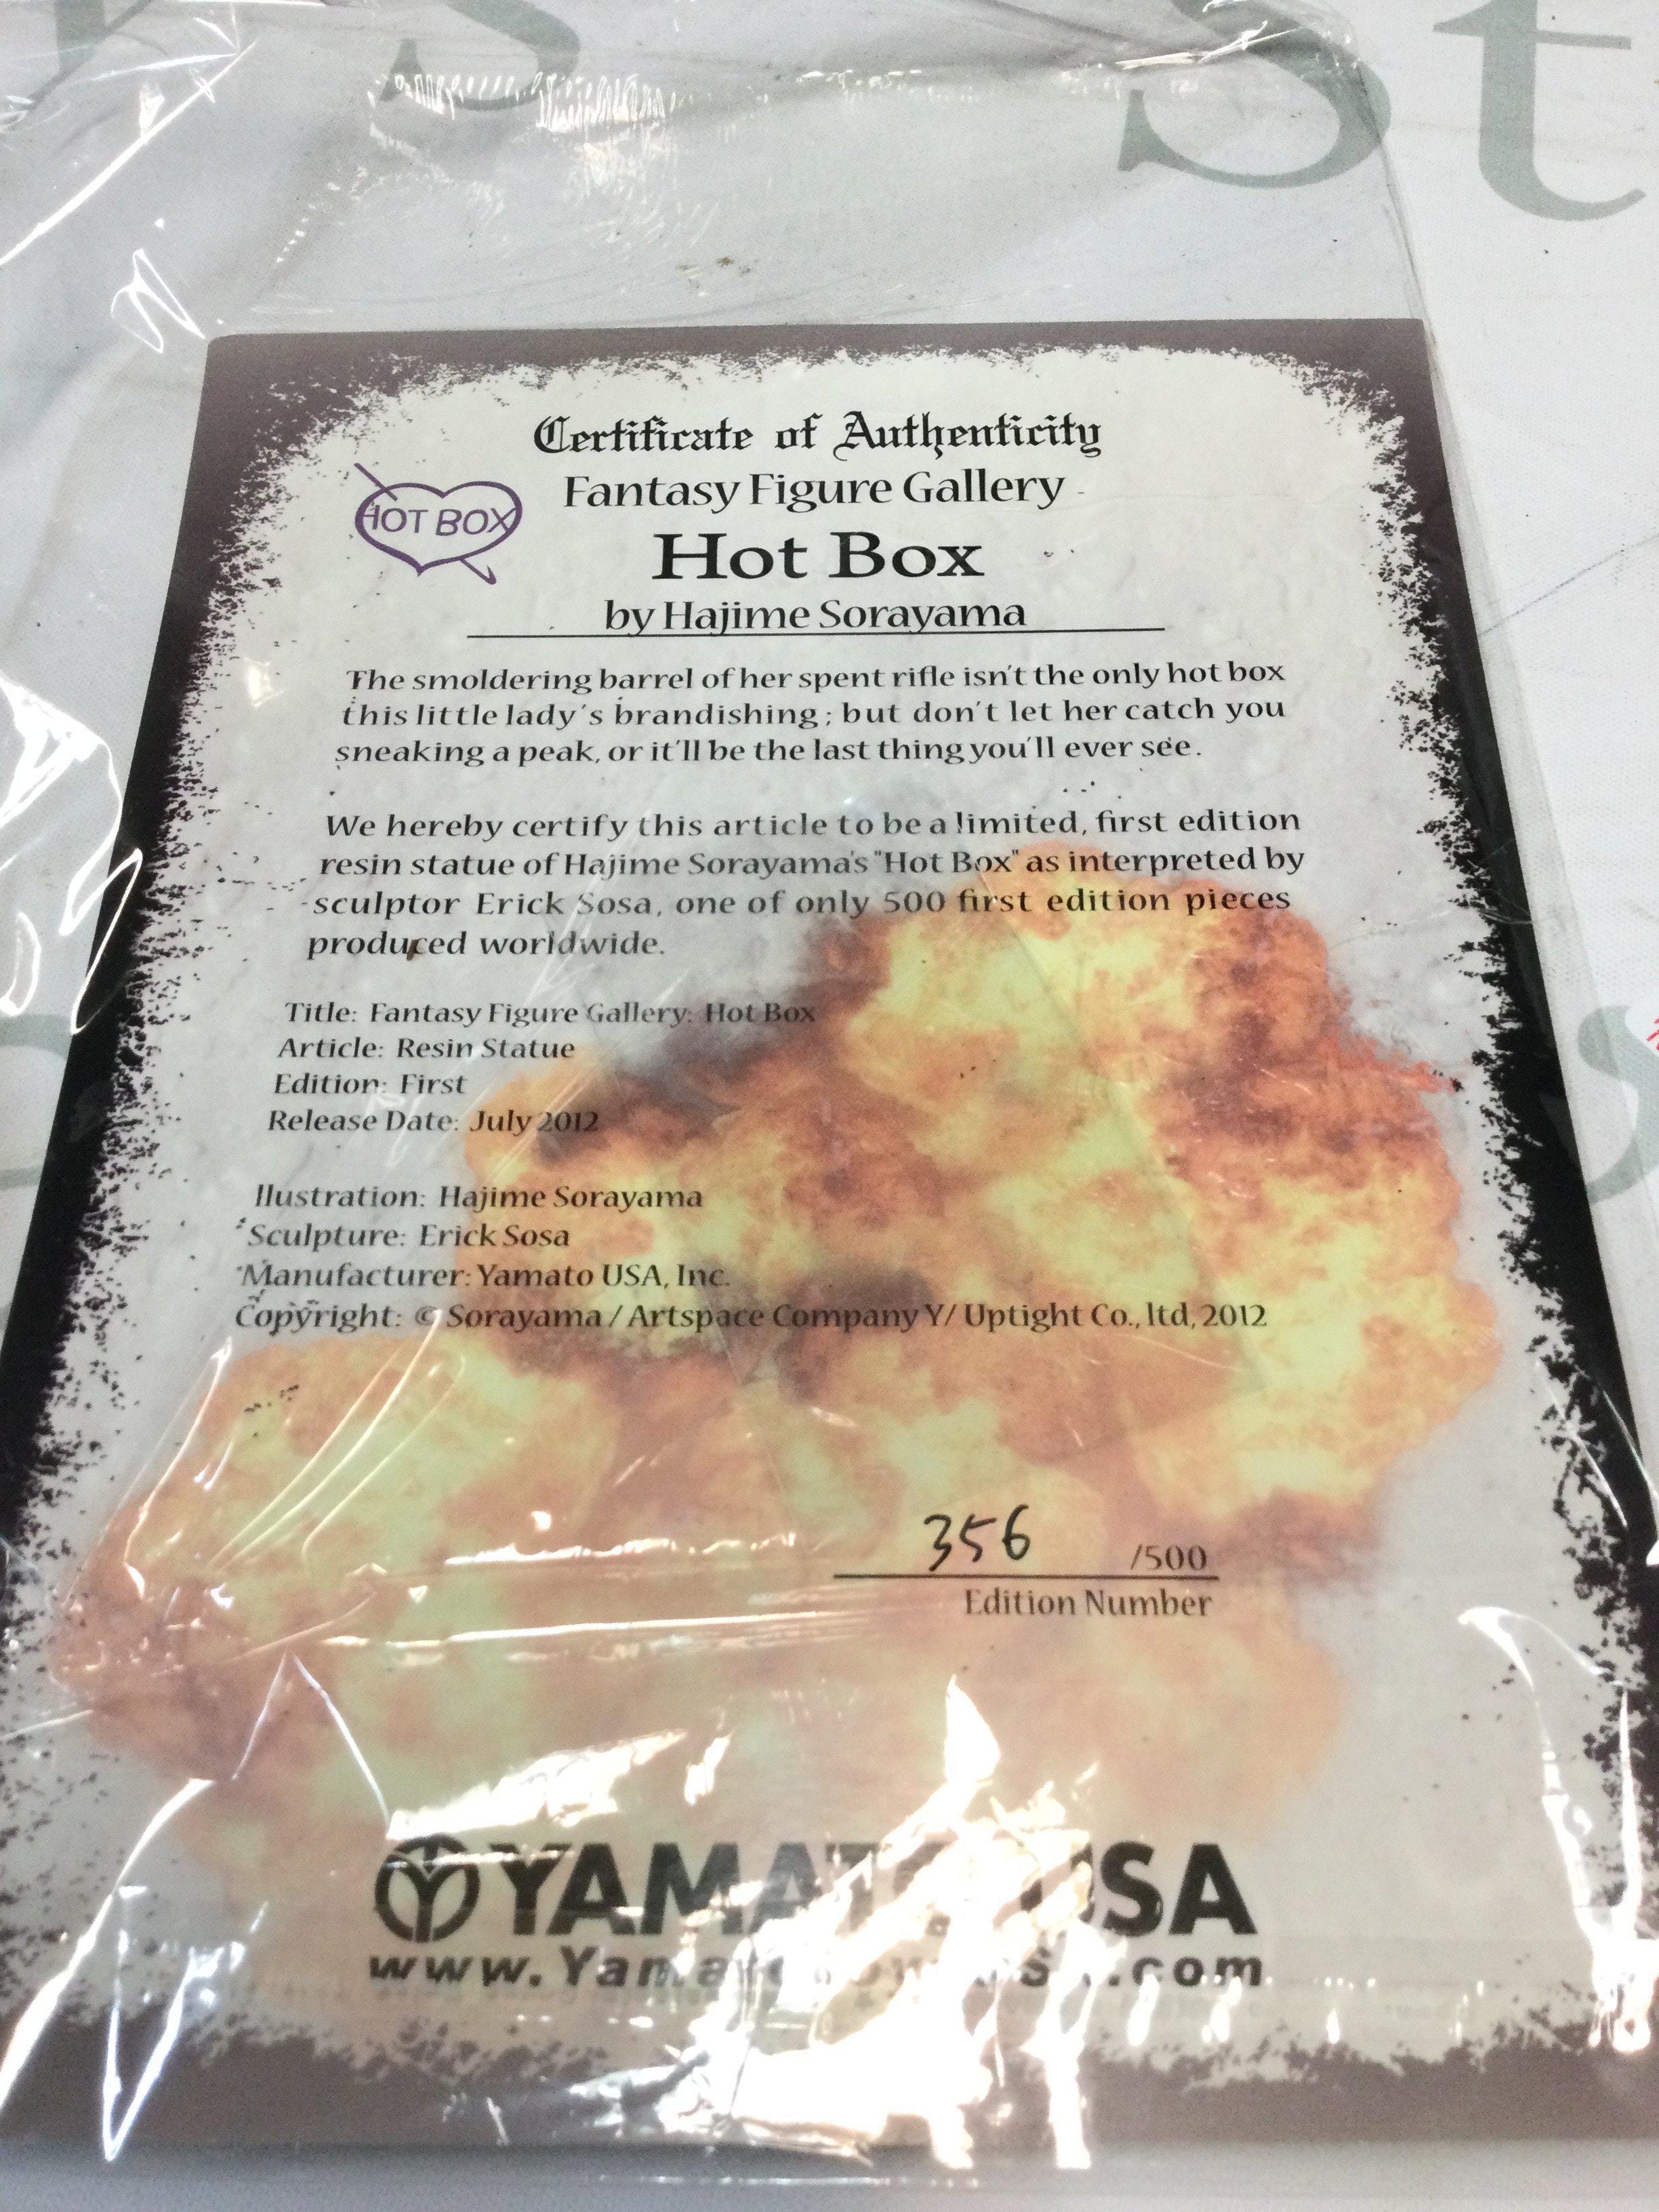 Certificate of Authenticity
Fantasy Figure Gallery
HOT BOX
Hot Box
by Hajime Sorayama
The smoldering barrel of her spent rifle isn't the only hot box
this little lady's brandishing; but don't let her catch you
sneaking a peak, or it'll be the last thing you'll ever see.
We hereby certify this article to be a limited, first edition
resin statue of Hajime Sorayama's "Hot Box" as interpreted by
sculptor Erick Sosa, one of only 500 first edition pieces
produced worldwide.
Title: Fantasy Figure Gallery: Hot Box
Article: Resin Statue
Edition: First
Release Date: July 2012
Illustration: Hajime Sorayama
Sculpture: Erick Sosa
Manufacturer: Yamato USA, Inc.
Copyright: © Sorayama / Artspace Company Y/ Uptight Co., ltd, 2012
356 /500
Edition Number
YAMATO USA